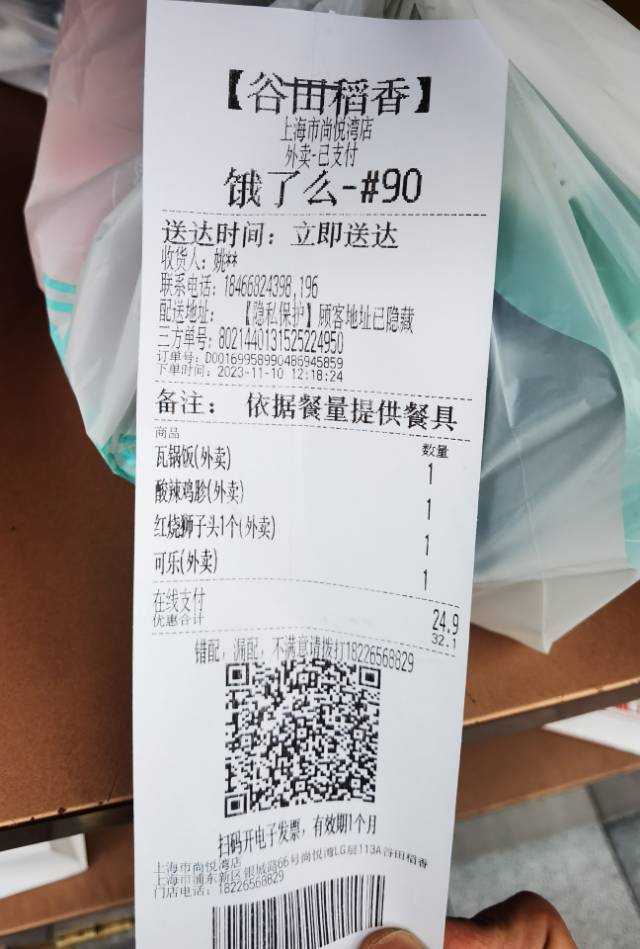 【谷田稻香】
上海市尚悦湾店
外卖-已支付
饿了么-#90
送达时间：立即送达
收货人：姚**
联系电话：18466824398,196
配送地址：【隐私保护】顾客地址已隐藏
三方单号：8021440131525224950
订单号：D001699589904869458​59
下单时间：2023-11-10 12:18:24
备注：依据餐量提供餐具
商品 数量
瓦锅饭(外卖) 1
酸辣鸡胗(外卖) 1
红烧狮子头1个(外卖) 1
可乐(外卖) 1
在线支付 24.9
优惠合计 32.1
错配，漏配，不满意请拨打18226568829
扫码开电子发票，有效期1个月
上海市尚悦湾店
上海市浦东新区银城路66号尚悦湾LG层113A谷田稻香
门店电话：18226568829